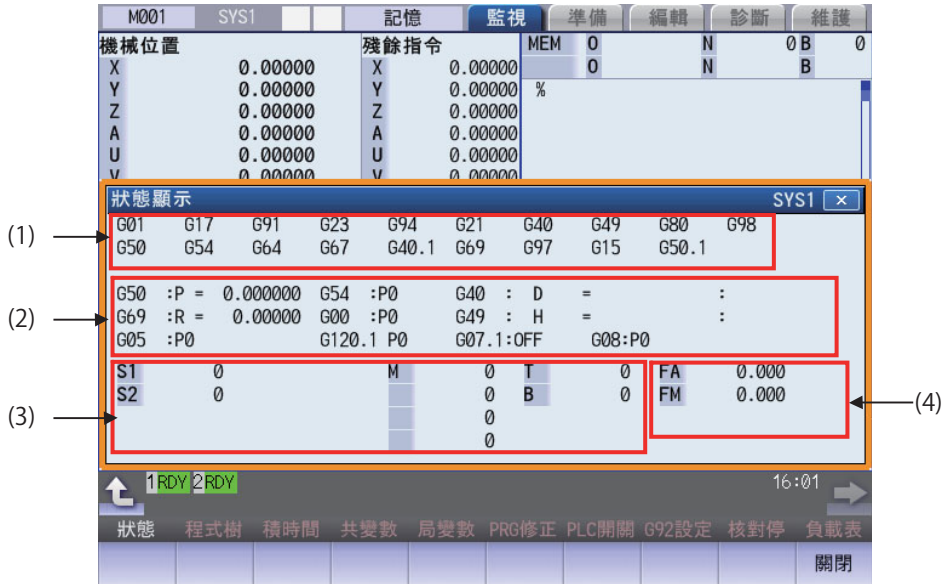 M001 SYS1 記憶 監視 準備 編輯 診斷 維護
機械位置 殘餘指令 MEM O N 0 B 0
X 0.00000 X 0.00000 O N B
Y 0.00000 Y 0.00000 %
Z 0.00000 Z 0.00000
A 0.00000 A 0.00000
U 0.00000 U 0.00000
V 0.00000 V 0.00000
狀態顯示 SYS1 ×
(1) G01 G17 G91 G23 G94 G21 G40 G49 G80 G98
G50 G54 G64 G67 G40.1 G69 G97 G15 G50.1
G50 :P = 0.000000 G54 :P0 G40 : D = :
(2) G69 :R = 0.00000 G00 :P0 G49 : H = :
G05 :P0 G120.1 P0 G07.1:OFF G08:P0
S1 0 M 0 T 0 FA 0.000
S2 0 0 B 0 FM 0.000 (4)
(3) 0
0
1 RDY 2 RDY 16:01
狀態 程式樹 積時間 共變數 局變數 PRG修正 PLC開關 G92設定 核對停 負載表
關閉